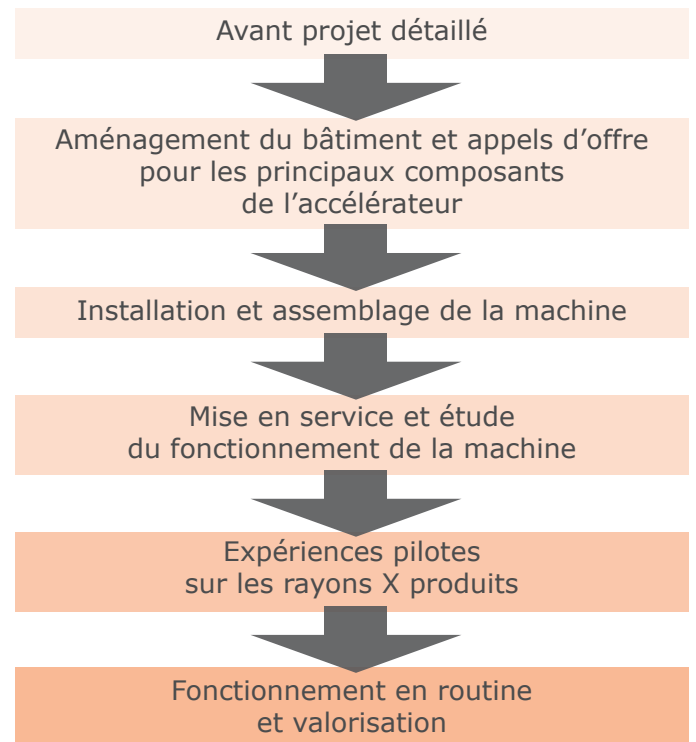 Avant projet détaillé
Aménagement du bâtiment et appels d’offre
pour les principaux composants
de l’accélérateur
Installation et assemblage de la machine
Mise en service et étude
du fonctionnement de la machine
Expériences pilotes
sur les rayons X produits
Fonctionnement en routine
et valorisation